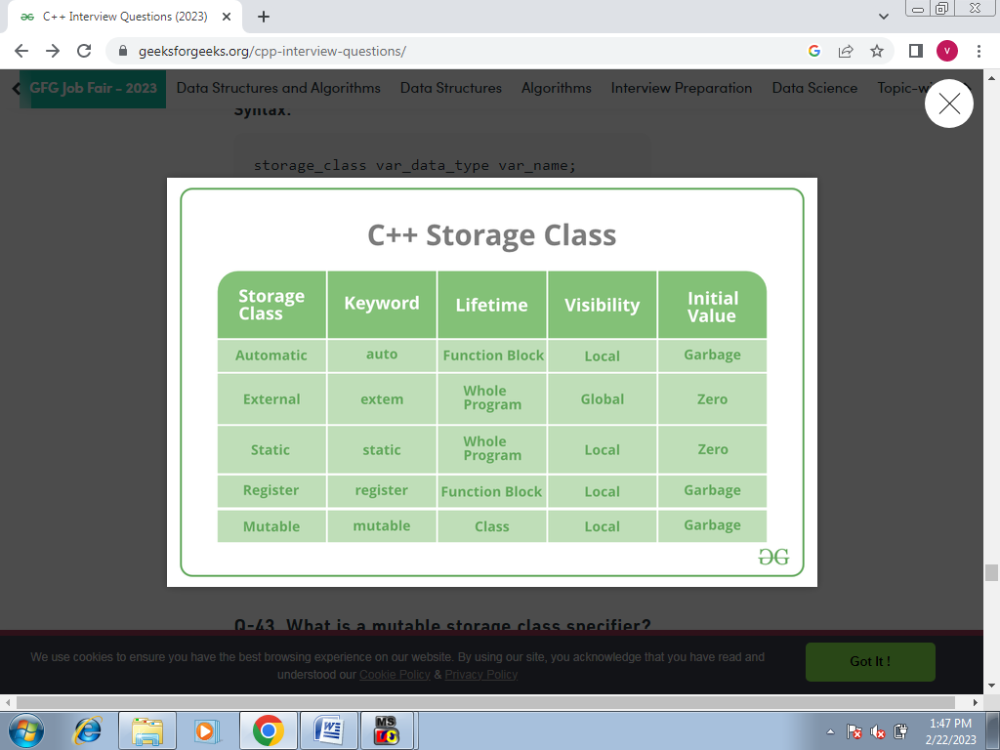 C++ Interview Questions (2023)
geeksforgeeks.org/cpp-interview-questions/
V
GFG Job Fair - 2023 Data Structures and Algorithms Data Structures Algorithms Interview Preparation Data Science Topic-w
Syntax:
storage_class var_data_type var_name;
C++ Storage Class
Storage Class Keyword Lifetime Visibility Initial Value
Automatic auto Function Block Local Garbage
External extem Whole Program Global Zero
Static static Whole Program Local Zero
Register register Function Block Local Garbage
Mutable mutable Class Local Garbage
Q-43. What is a mutable storage class specifier?
We use cookies to ensure you have the best browsing experience on our website. By using our site, you acknowledge that you have read and
understood our Cookie Policy & Privacy Policy
Got It !
MS
1:47 PM
2/22/2023